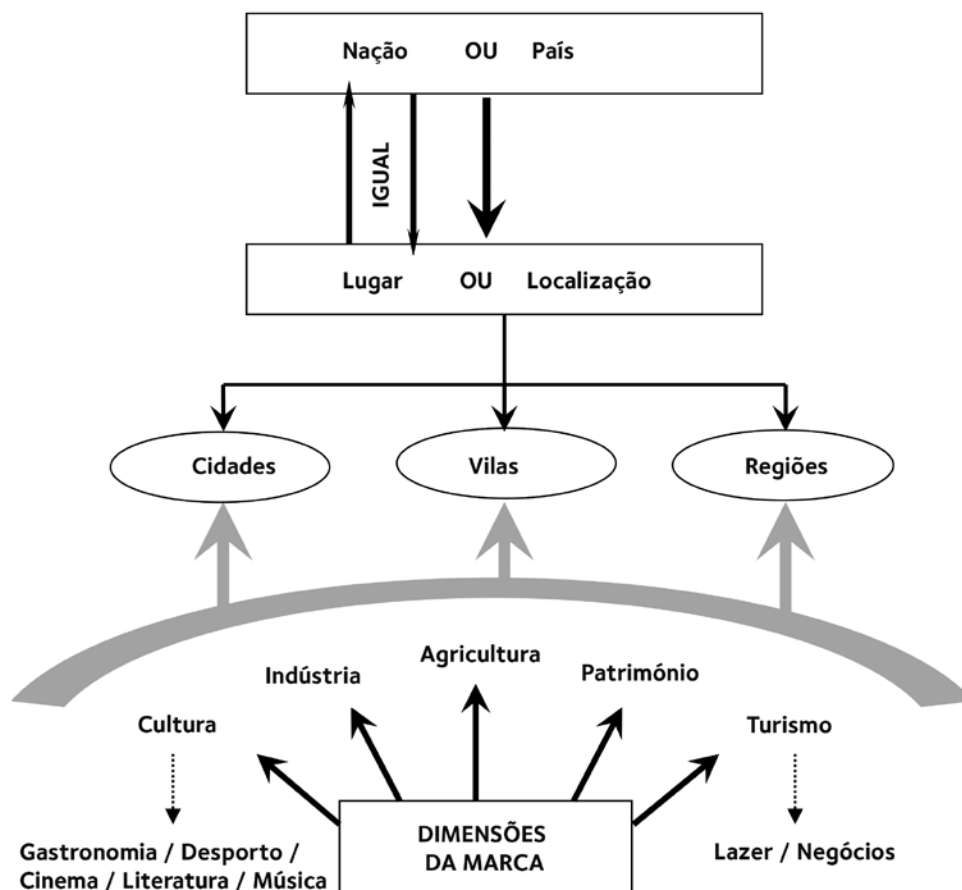 Nação OU País
IGUAL
Lugar OU Localização
Cidades Vilas Regiões
Agricultura
Indústria Património
Cultura Turismo
DIMENSÕES
DA MARCA
Gastronomia / Desporto /
Cinema / Literatura / Música
Lazer / Negócios